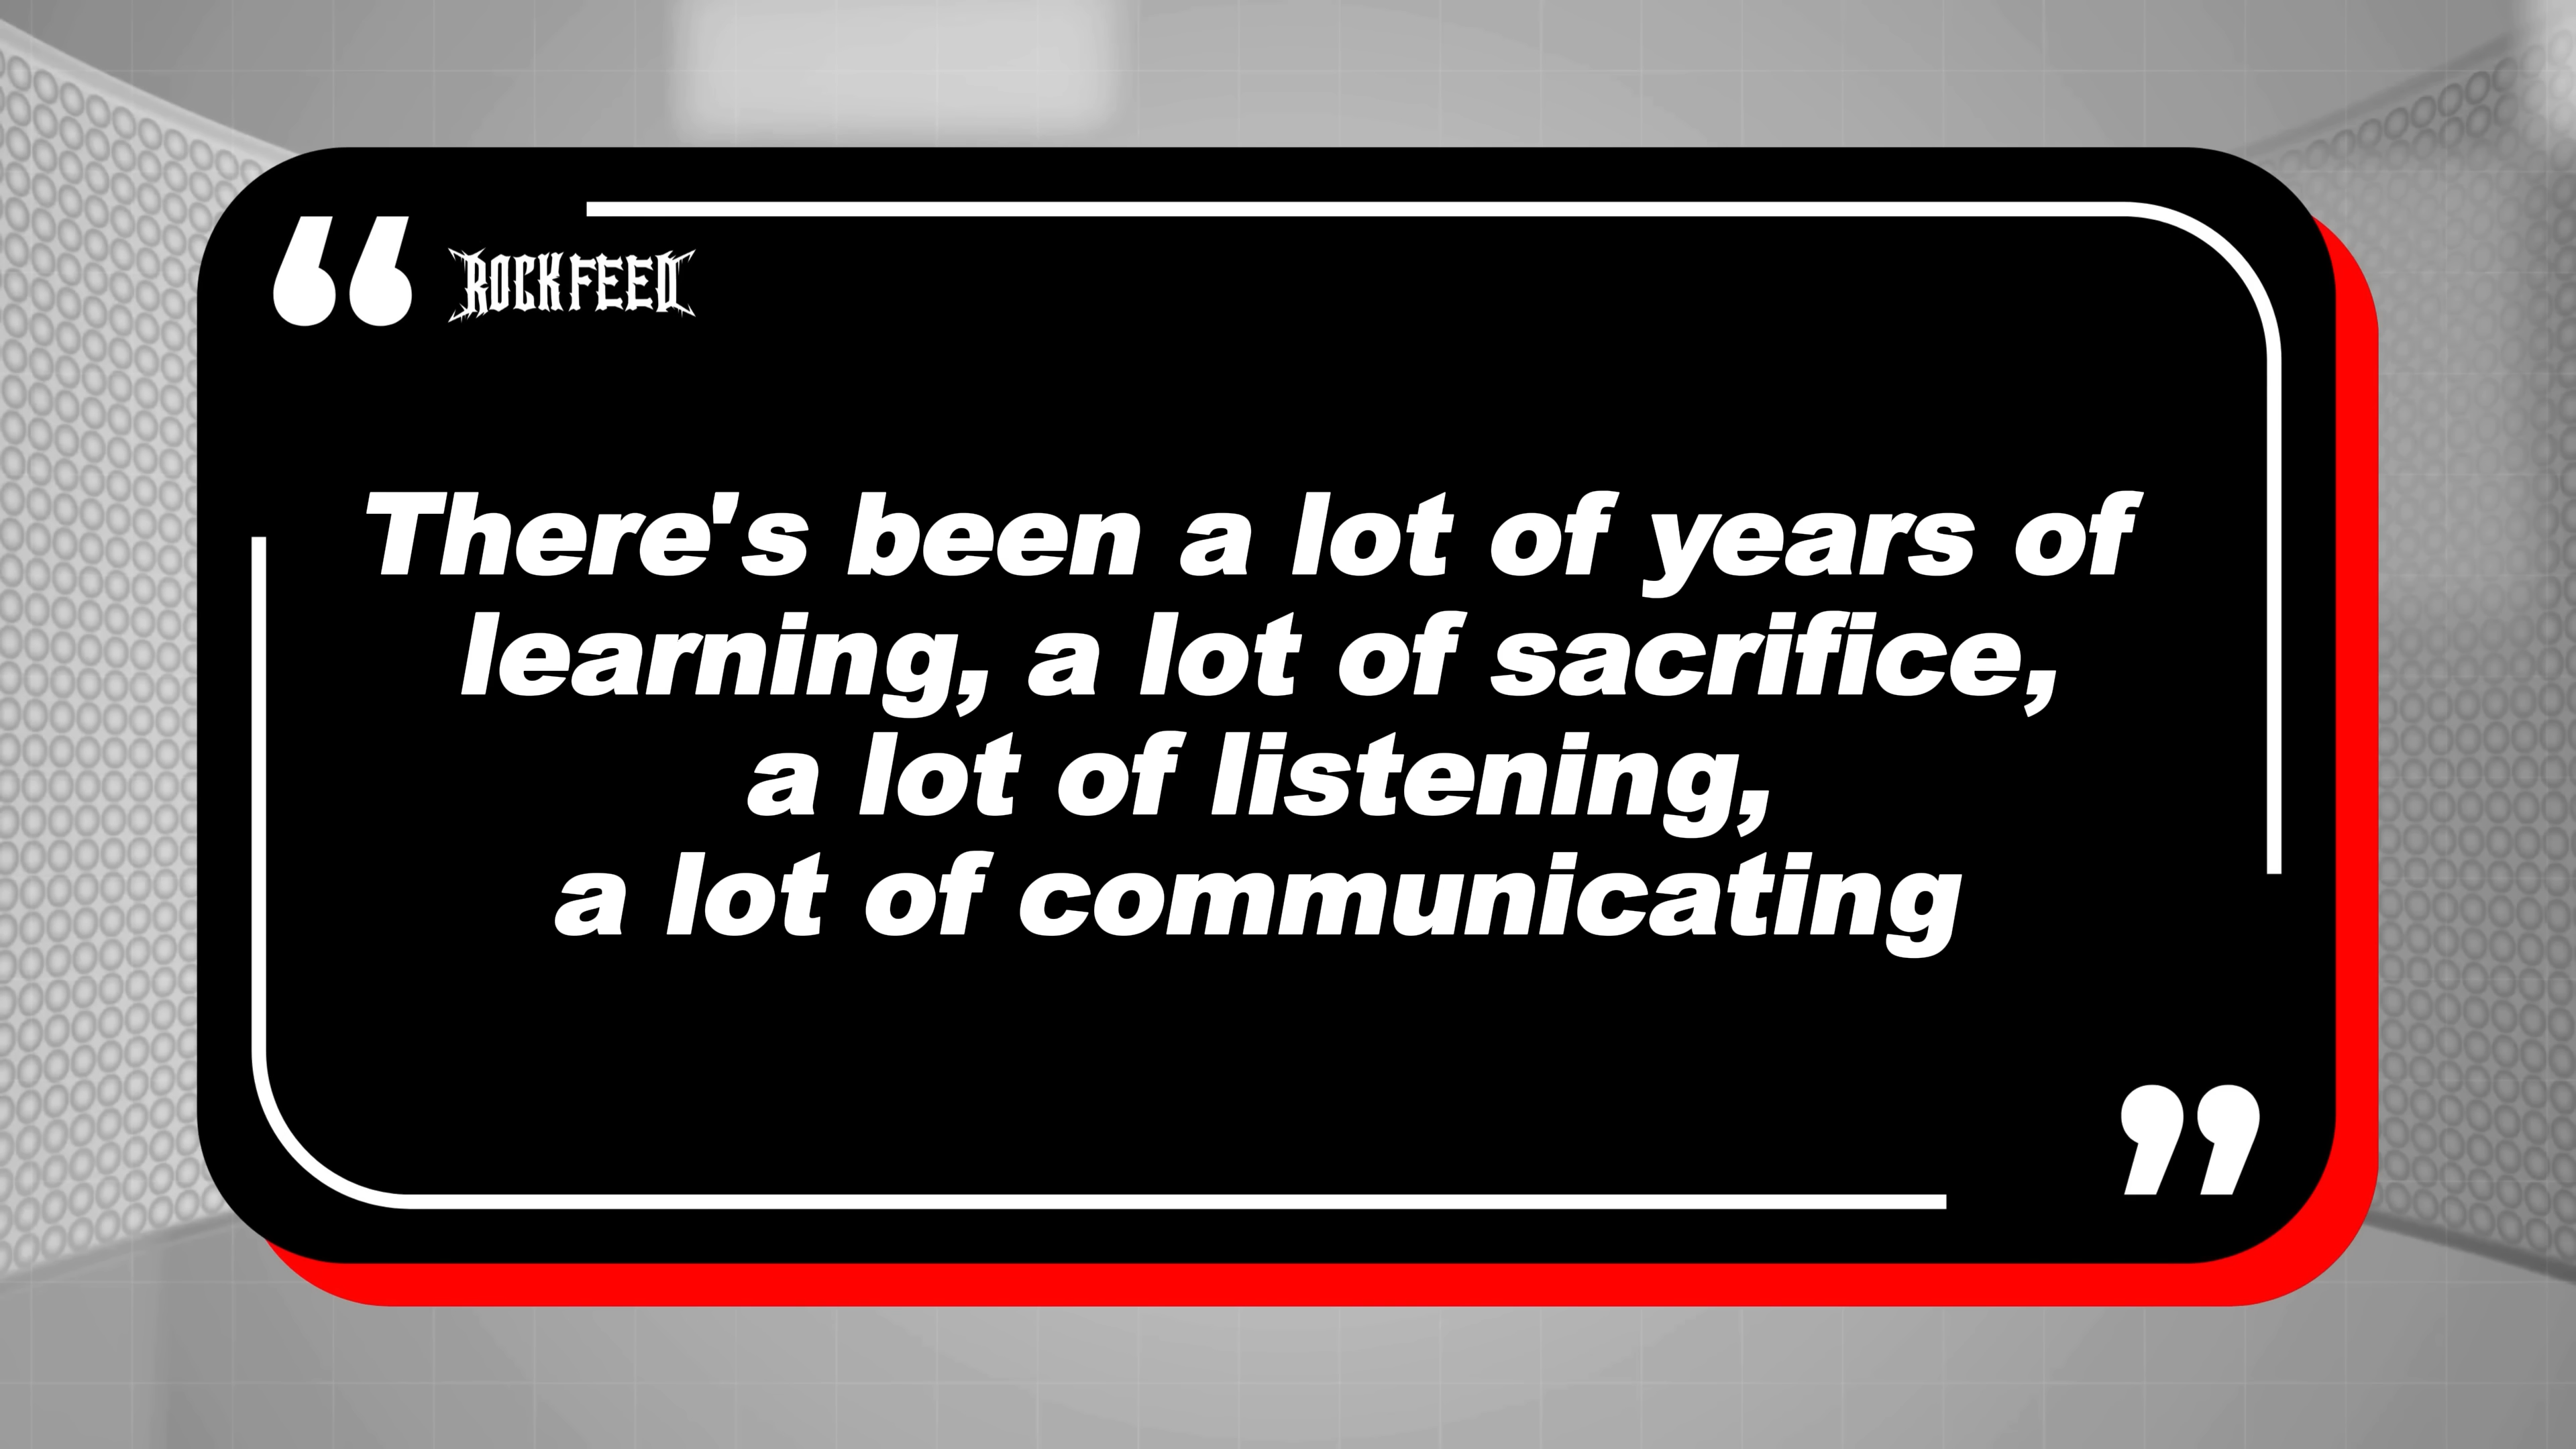 “ ROCKFEED
There's been a lot of years of
learning, a lot of sacrifice,
a lot of listening,
a lot of communicating
”